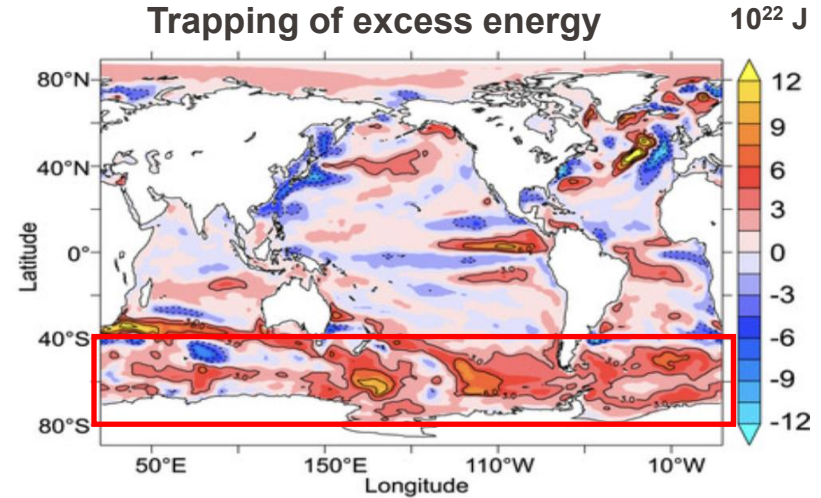 Trapping of excess energy
10²² J
80°N
40°N
0°
40°S
80°S
Latitude
50°E
150°E
110°W
10°W
Longitude
12
9
6
3
0
-3
-6
-9
-12